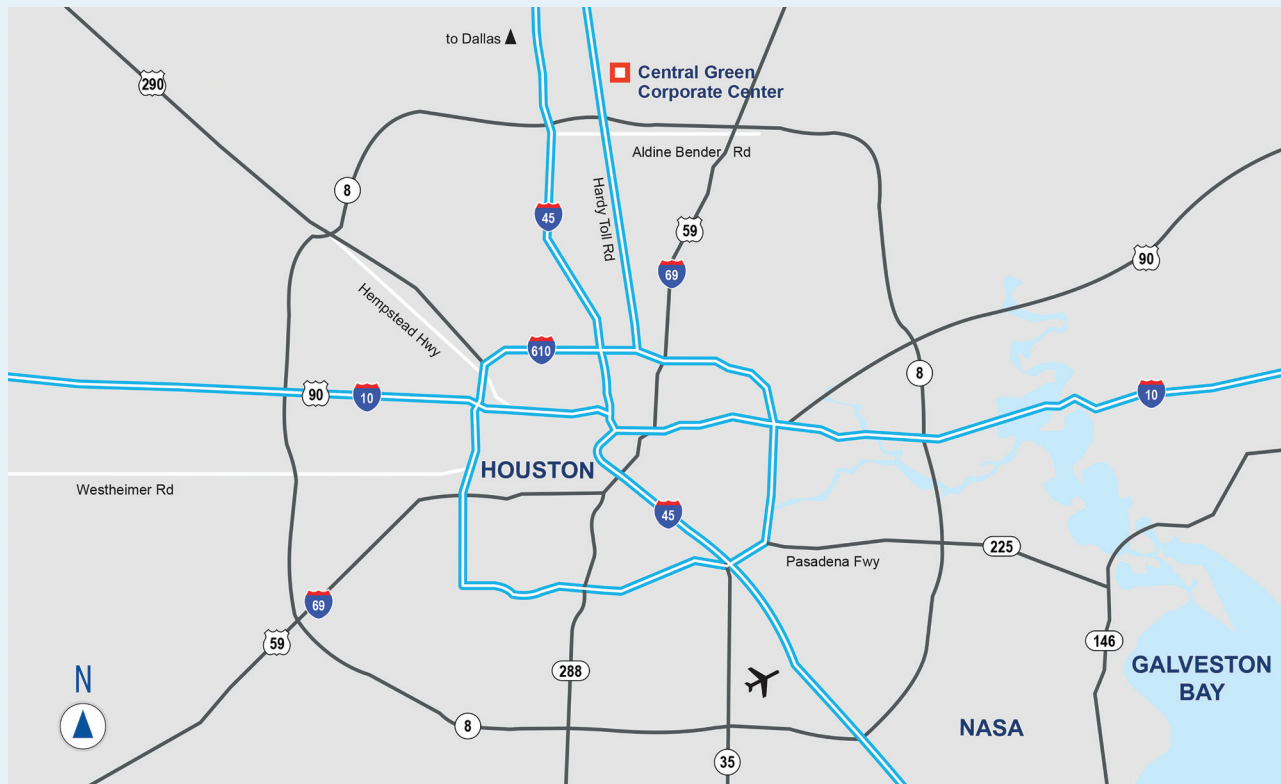 to Dallas
Central Green
Corporate Center
290
Aldine Bender Rd
8
45
Hardy Toll Rd
59
69
90
Hempstead Hwy
610
8
90
10
10
HOUSTON
Westheimer Rd
45
225
Pasadena Fwy
69
59
146
288
GALVESTON
BAY
N
8
NASA
35